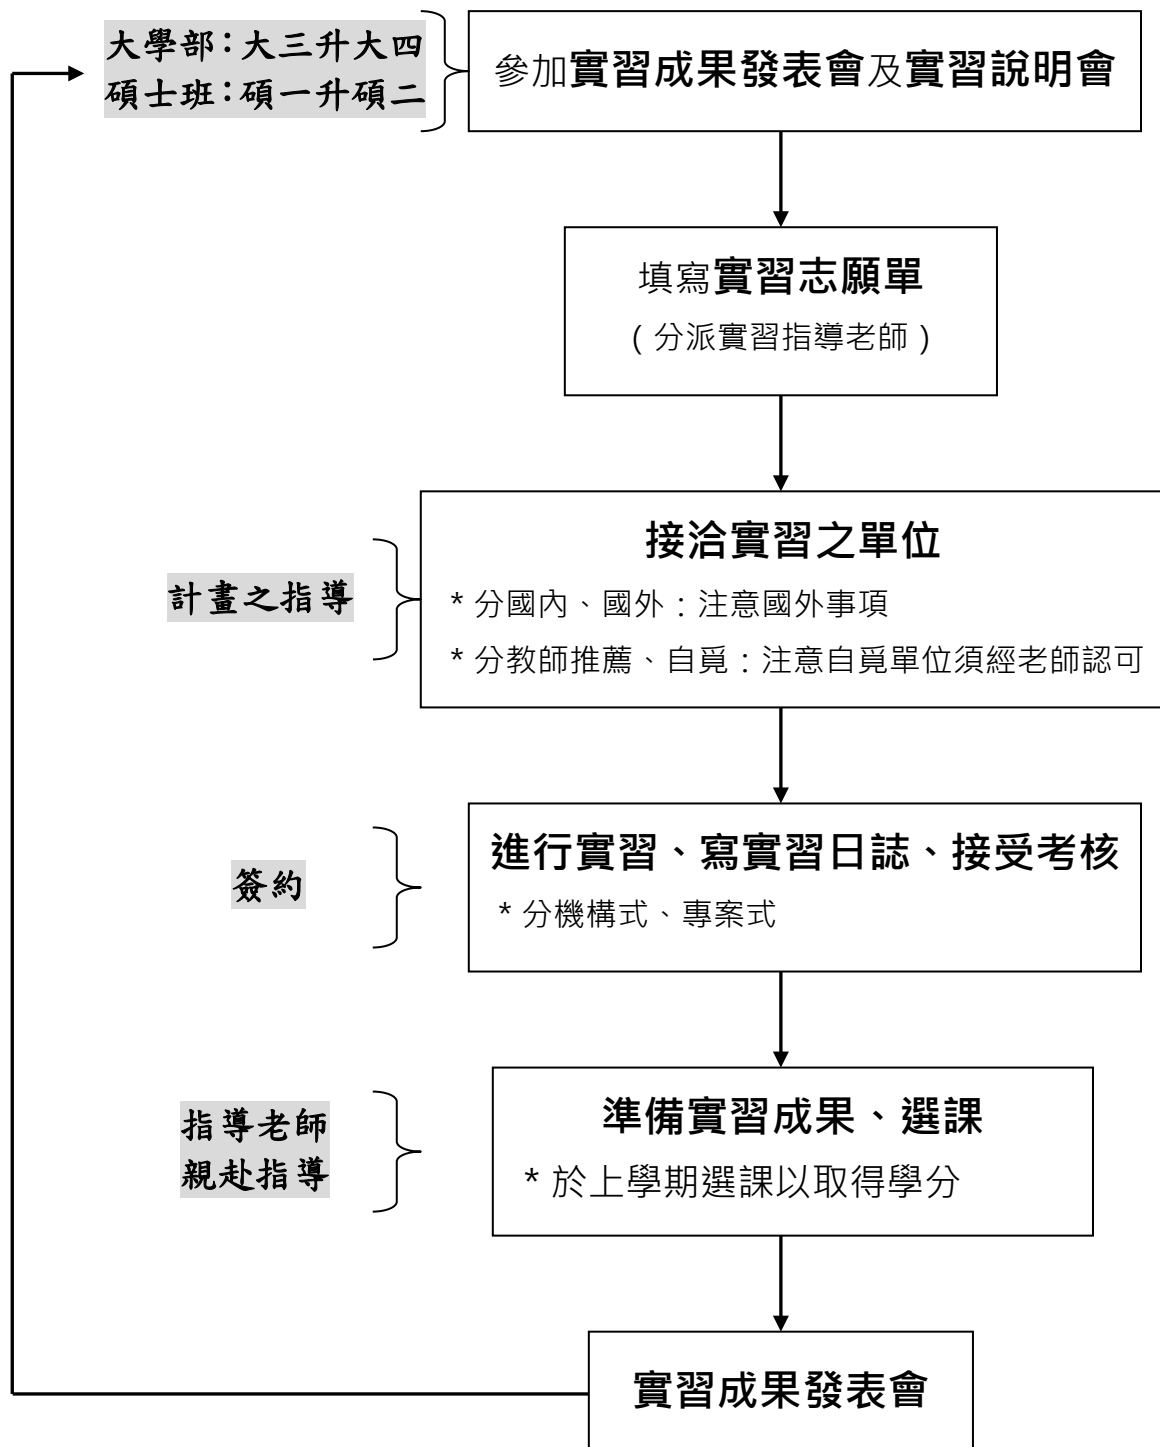 大學部：大三升大四
碩士班：碩一升碩二
參加實習成果發表會及實習說明會
填寫實習志願單
（分派實習指導老師）
計畫之指導
接洽實習之單位
* 分國內、國外：注意國外事項
* 分教師推薦、自覓：注意自覓單位須經老師認可
簽約
進行實習、寫實習日誌、接受考核
* 分機構式、專案式
指導老師
親赴指導
準備實習成果、選課
* 於上學期選課以取得學分
實習成果發表會